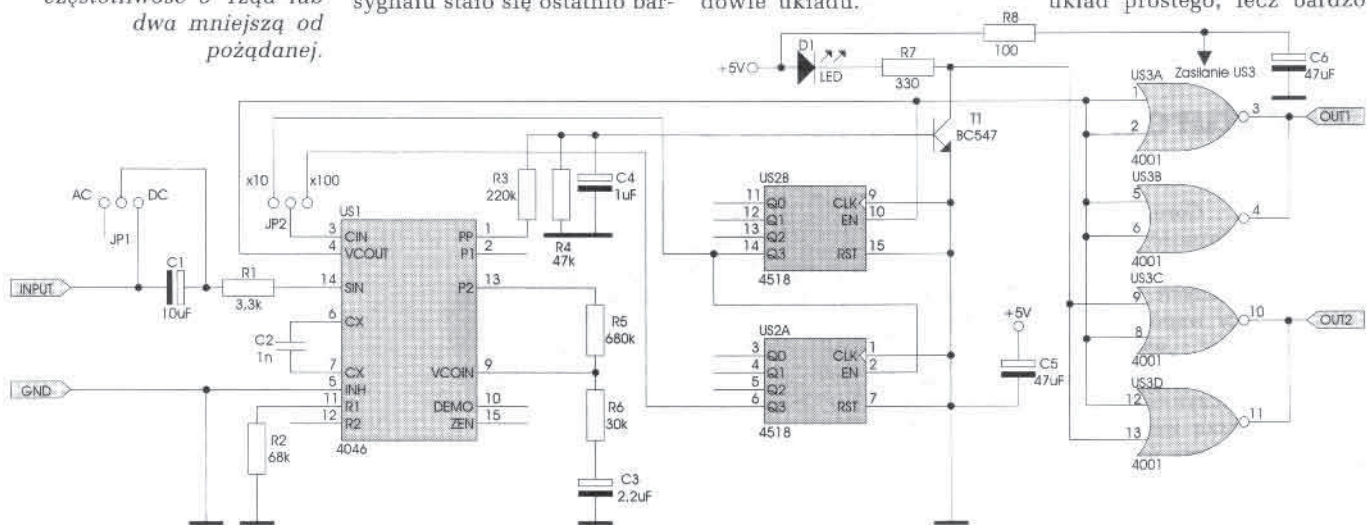 częstotliwość o rząd lub
dwa mniejszą od
pożądanej.
sygnału stało się ostatnio bar-
dowie układu.
układ prostego, lecz bardzo
+5V
D1
LED
R7
330
R8
100
Zasilanie US3
C6
47uF
T1
BC547
US3A
1
2
3
4001
OUT1
US3B
5
6
4
4001
US3C
9
8
10
4001
OUT2
US3D
12
13
11
4001
AC
DC
JP1
x10
x100
JP2
INPUT
C1
10uF
R1
3,3k
C2
1n
GND
R2
68k
US1
3 CIN
4 VCOUT
14 SIN
6 CX
7 CX
5 INH
11 R1
12 R2
PP 1
P1 2
P2 13
VCOIN 9
DEMO 10
ZEN 15
4046
R3
220k
R4
47k
C4
1uF
R5
680k
R6
30k
C3
2,2uF
US2B
11 Q0
12 Q1
13 Q2
14 Q3
CLK 9
EN 10
RST 15
4518
US2A
3 Q0
4 Q1
5 Q2
6 Q3
CLK 1
EN 2
RST 7
4518
+5V
C5
47uF